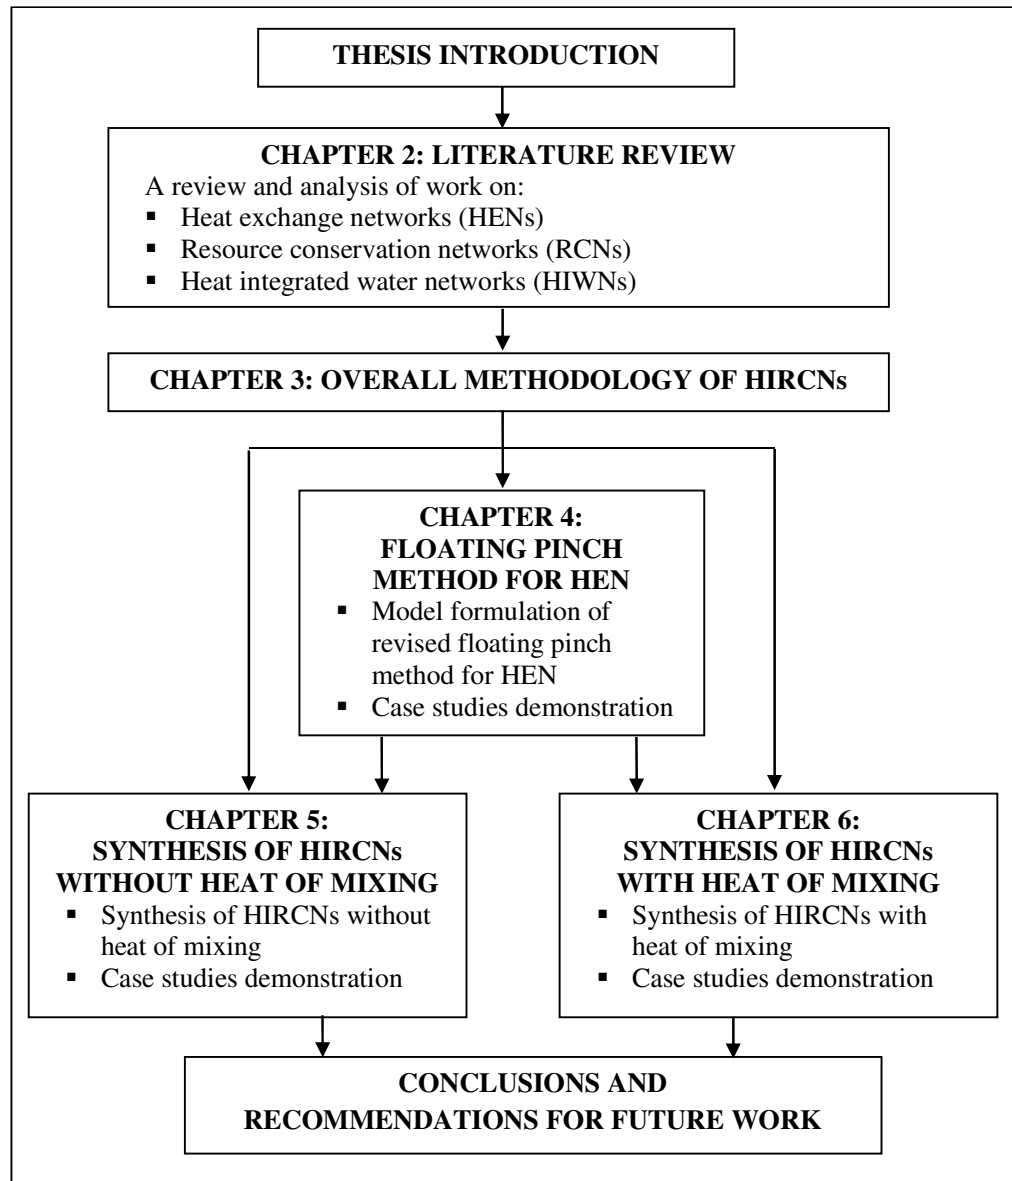 THESIS INTRODUCTION
CHAPTER 2: LITERATURE REVIEW
A review and analysis of work on:
▪ Heat exchange networks (HENs)
▪ Resource conservation networks (RCNs)
▪ Heat integrated water networks (HIWNs)
CHAPTER 3: OVERALL METHODOLOGY OF HIRCNs
CHAPTER 4:
FLOATING PINCH
METHOD FOR HEN
▪ Model formulation of
revised floating pinch
method for HEN
▪ Case studies demonstration
CHAPTER 5:
SYNTHESIS OF HIRCNs
WITHOUT HEAT OF MIXING
▪ Synthesis of HIRCNs without
heat of mixing
▪ Case studies demonstration
CHAPTER 6:
SYNTHESIS OF HIRCNs
WITH HEAT OF MIXING
▪ Synthesis of HIRCNs with
heat of mixing
▪ Case studies demonstration
CONCLUSIONS AND
RECOMMENDATIONS FOR FUTURE WORK